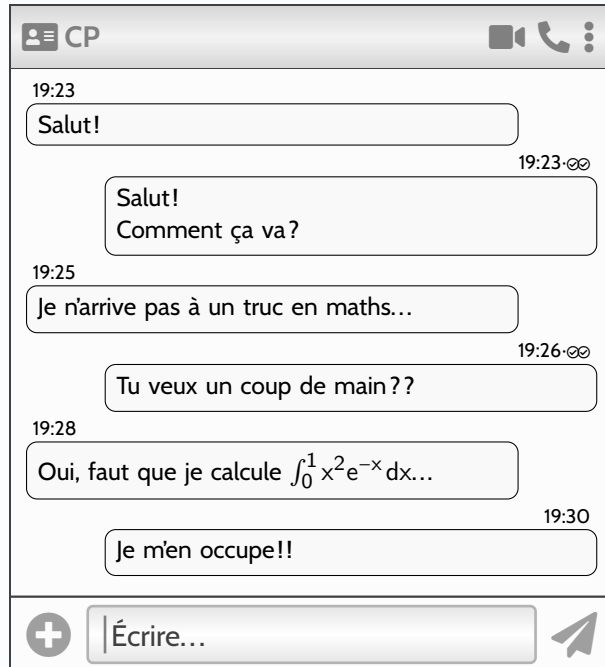 CP
19:23
Salut!
19:23
Salut!
Comment ça va?
19:25
Je n'arrive pas à un truc en maths...
19:26
Tu veux un coup de main??
19:28
Oui, faut que je calcule ∫₀¹ x²e⁻ˣ dx...
19:30
Je m'en occupe!!
Écrire...